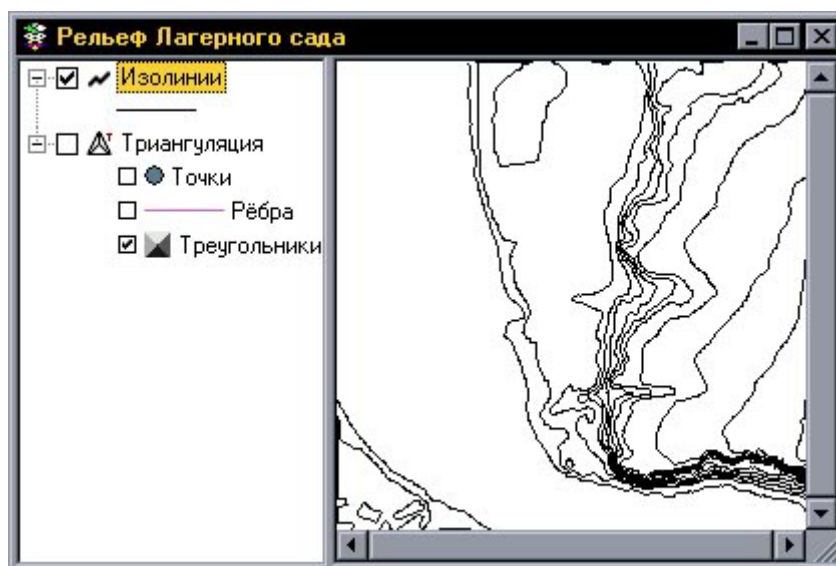 Рельеф Лагерного сада
Изолинии
Триангуляция
Точки
Рёбра
Треугольники